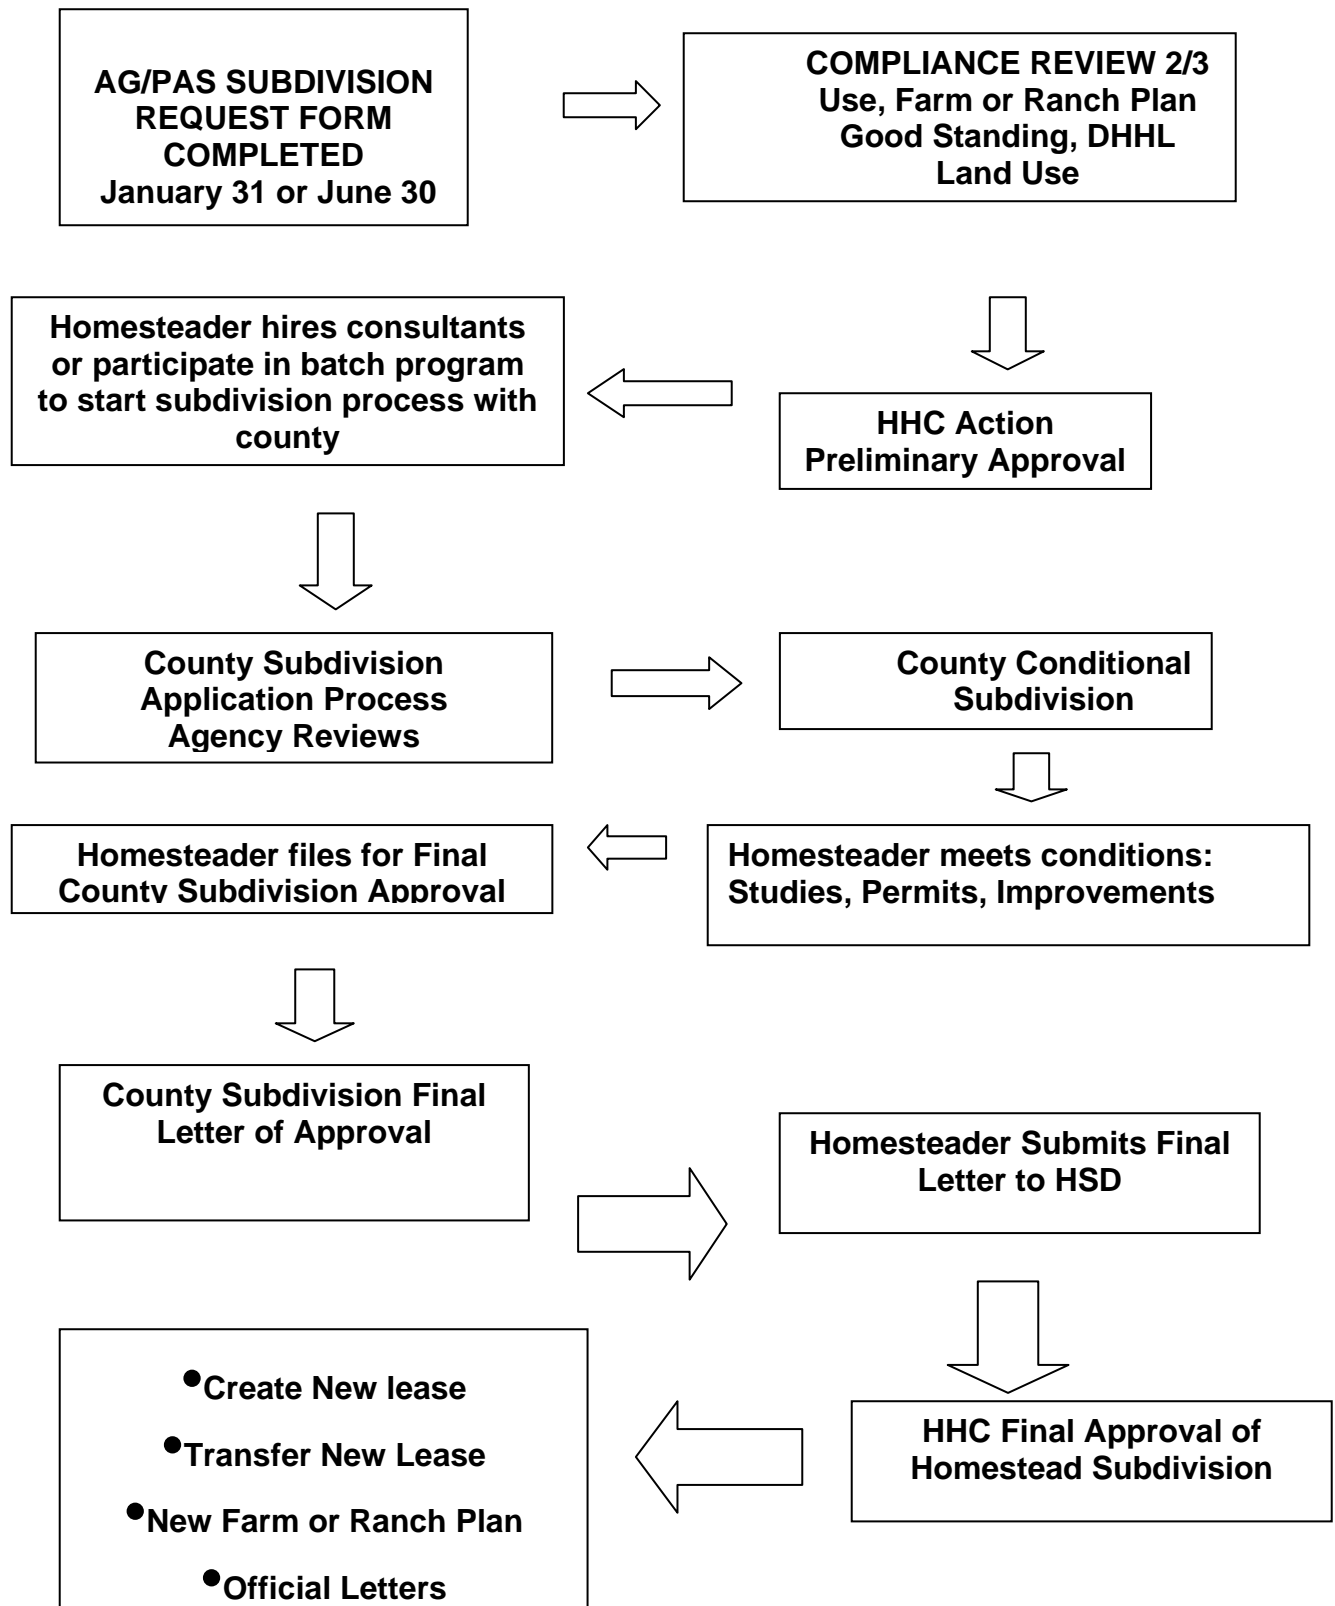 AG/PAS SUBDIVISION
REQUEST FORM
COMPLETED
January 31 or June 30
COMPLIANCE REVIEW 2/3
Use, Farm or Ranch Plan
Good Standing, DHHL
Land Use
HHC Action
Preliminary Approval
Homesteader hires consultants
or participate in batch program
to start subdivision process with
county
County Subdivision
Application Process
Agency Reviews
County Conditional
Subdivision
Homesteader meets conditions:
Studies, Permits, Improvements
Homesteader files for Final
County Subdivision Approval
County Subdivision Final
Letter of Approval
Homesteader Submits Final
Letter to HSD
HHC Final Approval of
Homestead Subdivision
•Create New lease
•Transfer New Lease
•New Farm or Ranch Plan
•Official Letters